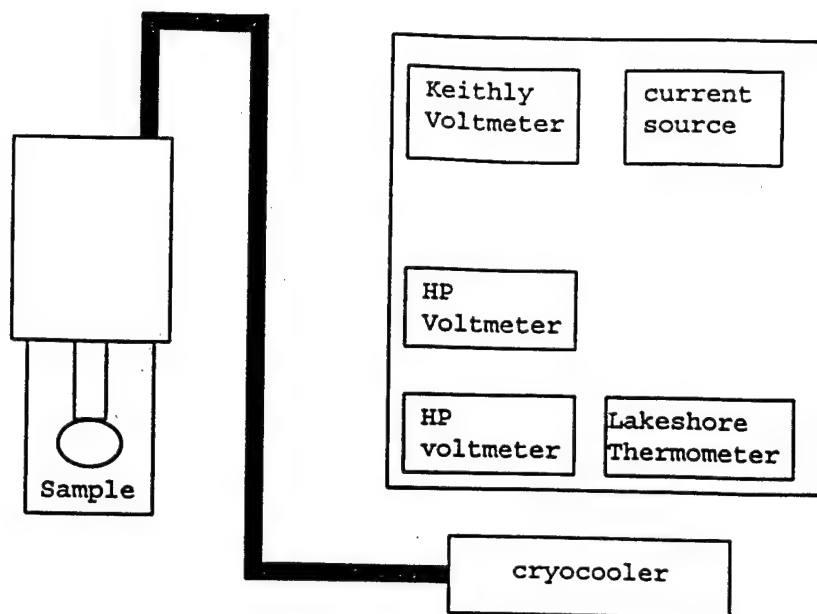 Keithly
Voltmeter
current
source
HP
Voltmeter
HP
voltmeter
Lakeshore
Thermometer
Sample
cryocooler